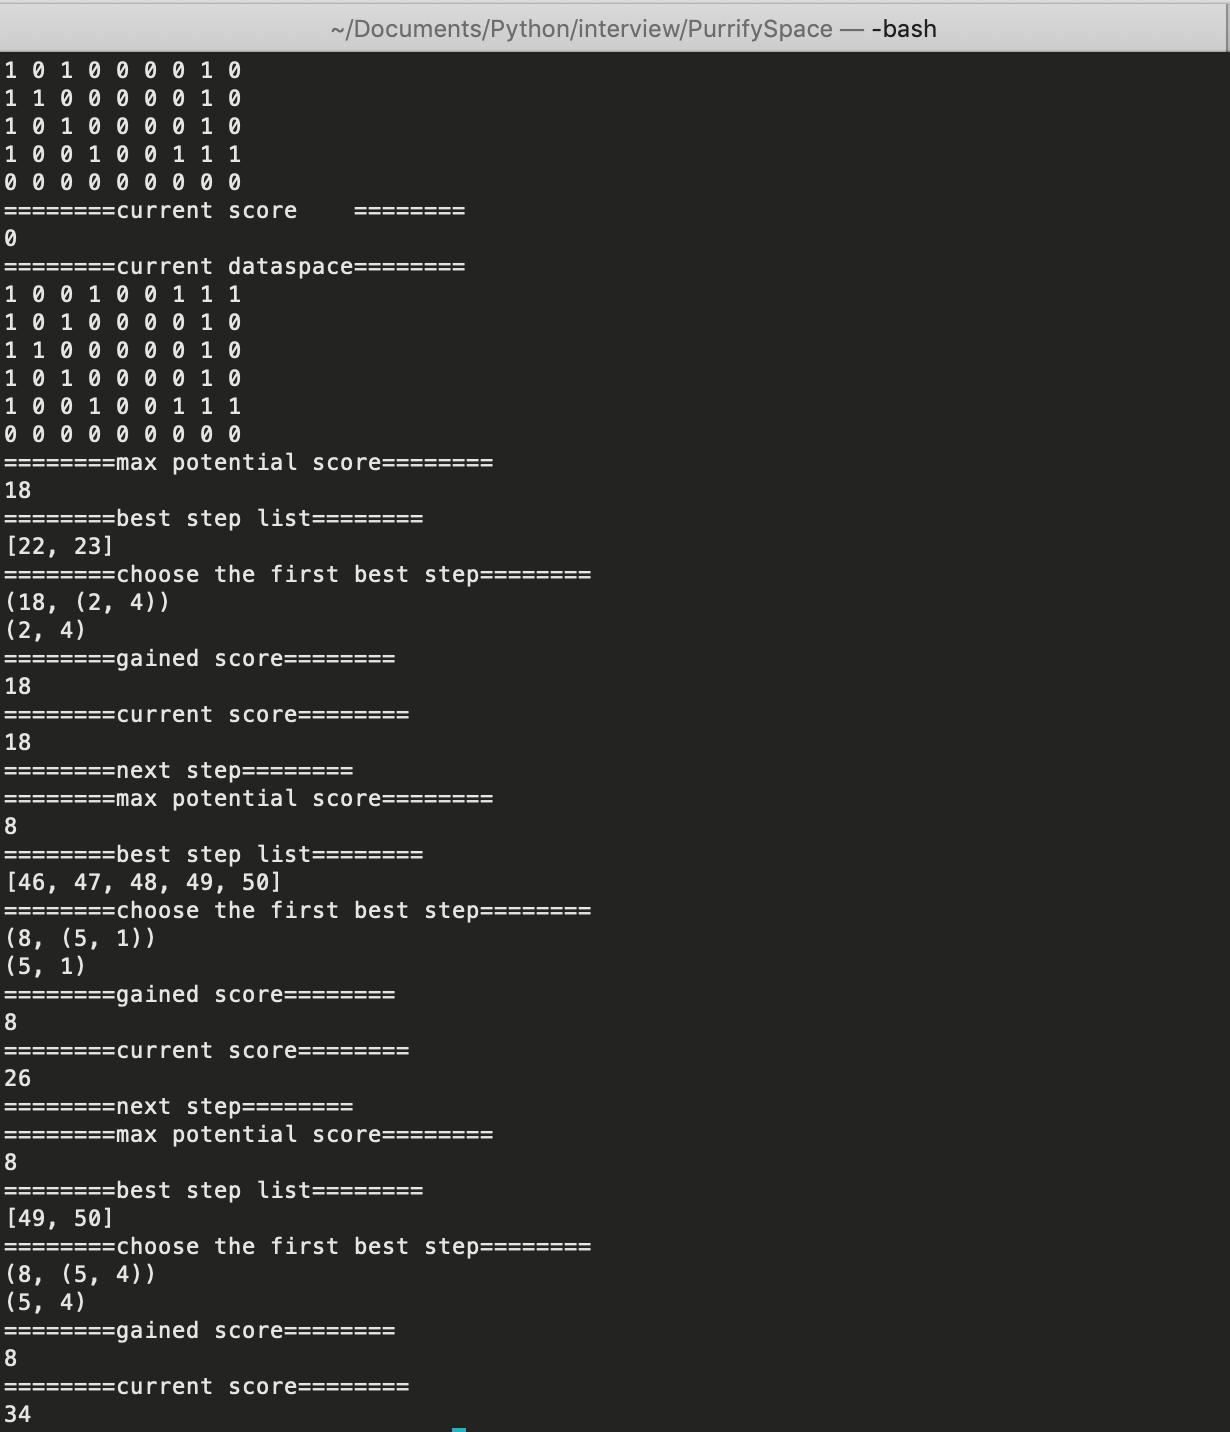 ~/Documents/Python/interview/PurrifySpace — -bash
1 0 1 0 0 0 0 1 0
1 1 0 0 0 0 0 1 0
1 0 1 0 0 0 0 1 0
1 0 0 1 0 0 1 1 1
0 0 0 0 0 0 0 0 0
========current score    ========
0
========current dataspace========
1 0 0 1 0 0 1 1 1
1 0 1 0 0 0 0 1 0
1 1 0 0 0 0 0 1 0
1 0 1 0 0 0 0 1 0
1 0 0 1 0 0 1 1 1
0 0 0 0 0 0 0 0 0
========max potential score========
18
========best step list========
[22, 23]
========choose the first best step========
(18, (2, 4))
(2, 4)
========gained score========
18
========current score========
18
========next step========
========max potential score========
8
========best step list========
[46, 47, 48, 49, 50]
========choose the first best step========
(8, (5, 1))
(5, 1)
========gained score========
8
========current score========
26
========next step========
========max potential score========
8
========best step list========
[49, 50]
========choose the first best step========
(8, (5, 4))
(5, 4)
========gained score========
8
========current score========
34